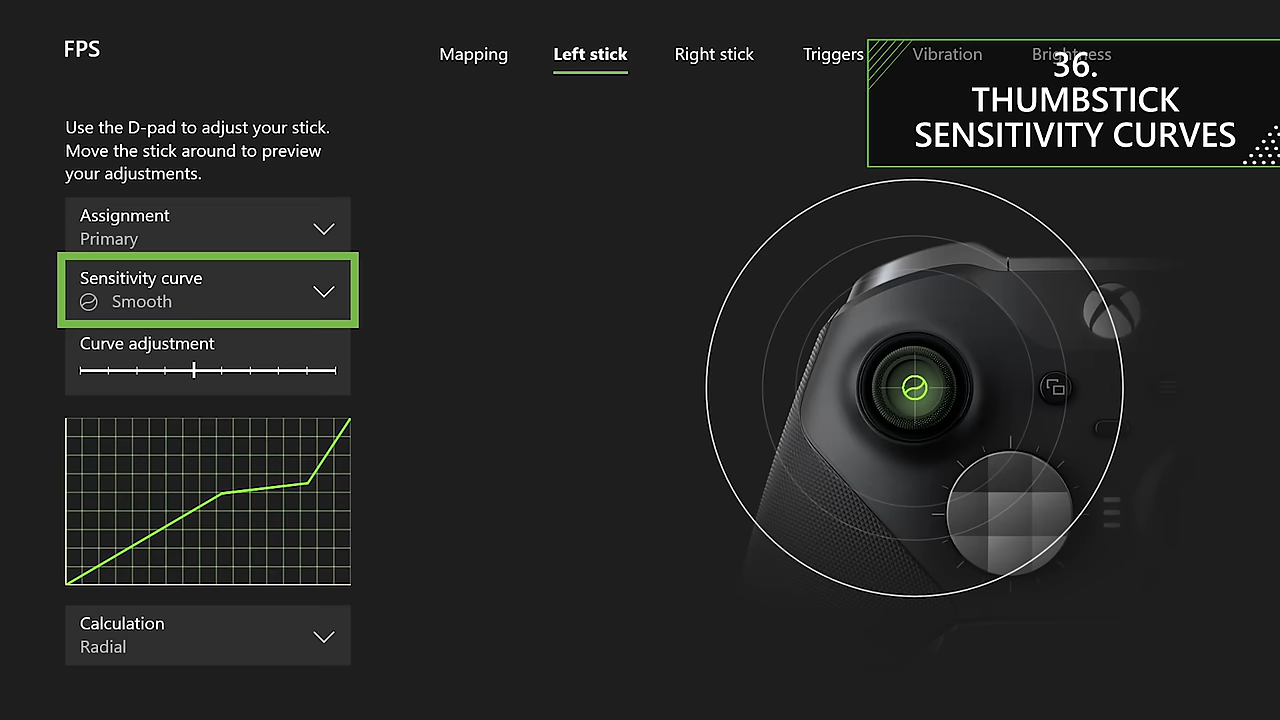 FPS
Mapping
Left stick
Right stick
Triggers
Vibration
Brightness
36.
THUMBSTICK
SENSITIVITY CURVES
Use the D-pad to adjust your stick.
Move the stick around to preview
your adjustments.
Assignment
Primary
Sensitivity curve
Smooth
Curve adjustment
Calculation
Radial